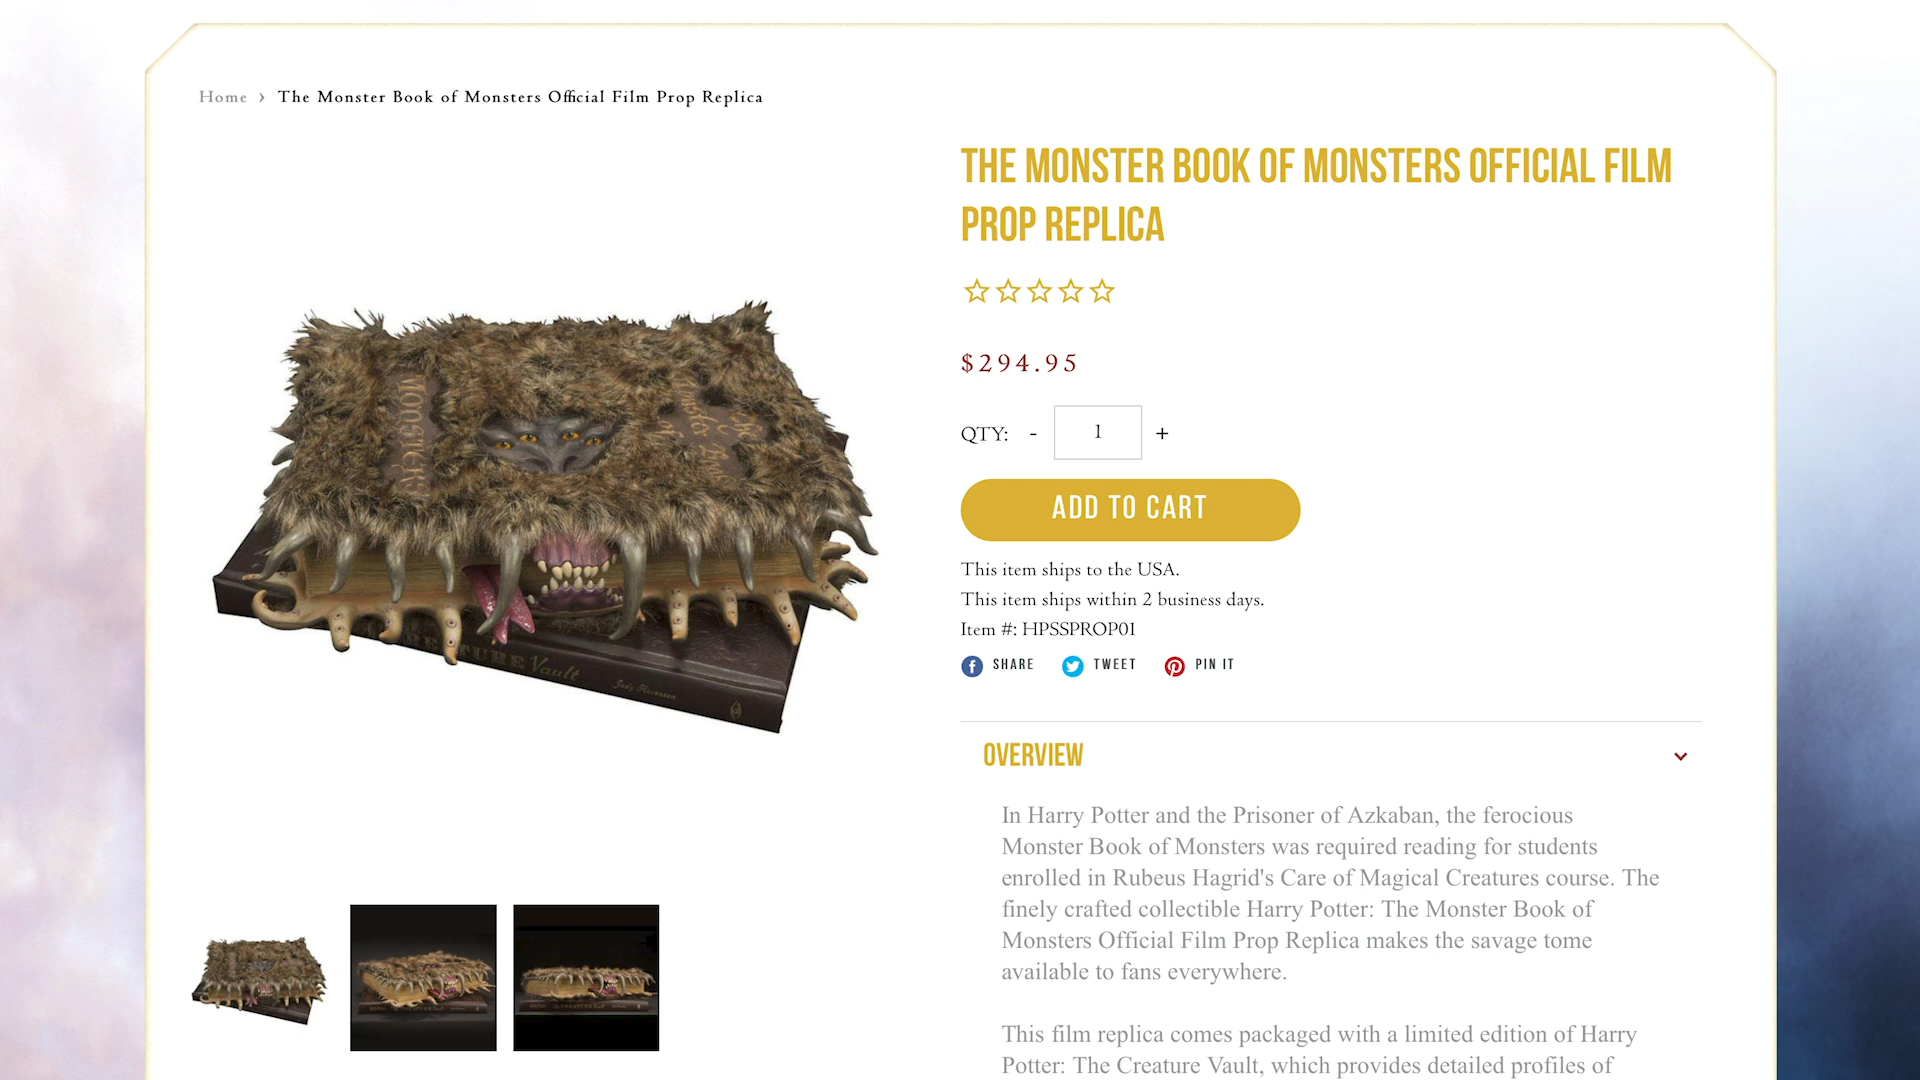 Home › The Monster Book of Monsters Official Film Prop Replica
THE MONSTER BOOK OF MONSTERS OFFICIAL FILM
PROP REPLICA
$294.95
QTY: - 1 +
ADD TO CART
This item ships to the USA.
This item ships within 2 business days.
Item #: HPSSPROP01
SHARE TWEET PIN IT
OVERVIEW
In Harry Potter and the Prisoner of Azkaban, the ferocious
Monster Book of Monsters was required reading for students
enrolled in Rubeus Hagrid's Care of Magical Creatures course. The
finely crafted collectible Harry Potter: The Monster Book of
Monsters Official Film Prop Replica makes the savage tome
available to fans everywhere.
This film replica comes packaged with a limited edition of Harry
Potter: The Creature Vault, which provides detailed profiles of
Vault